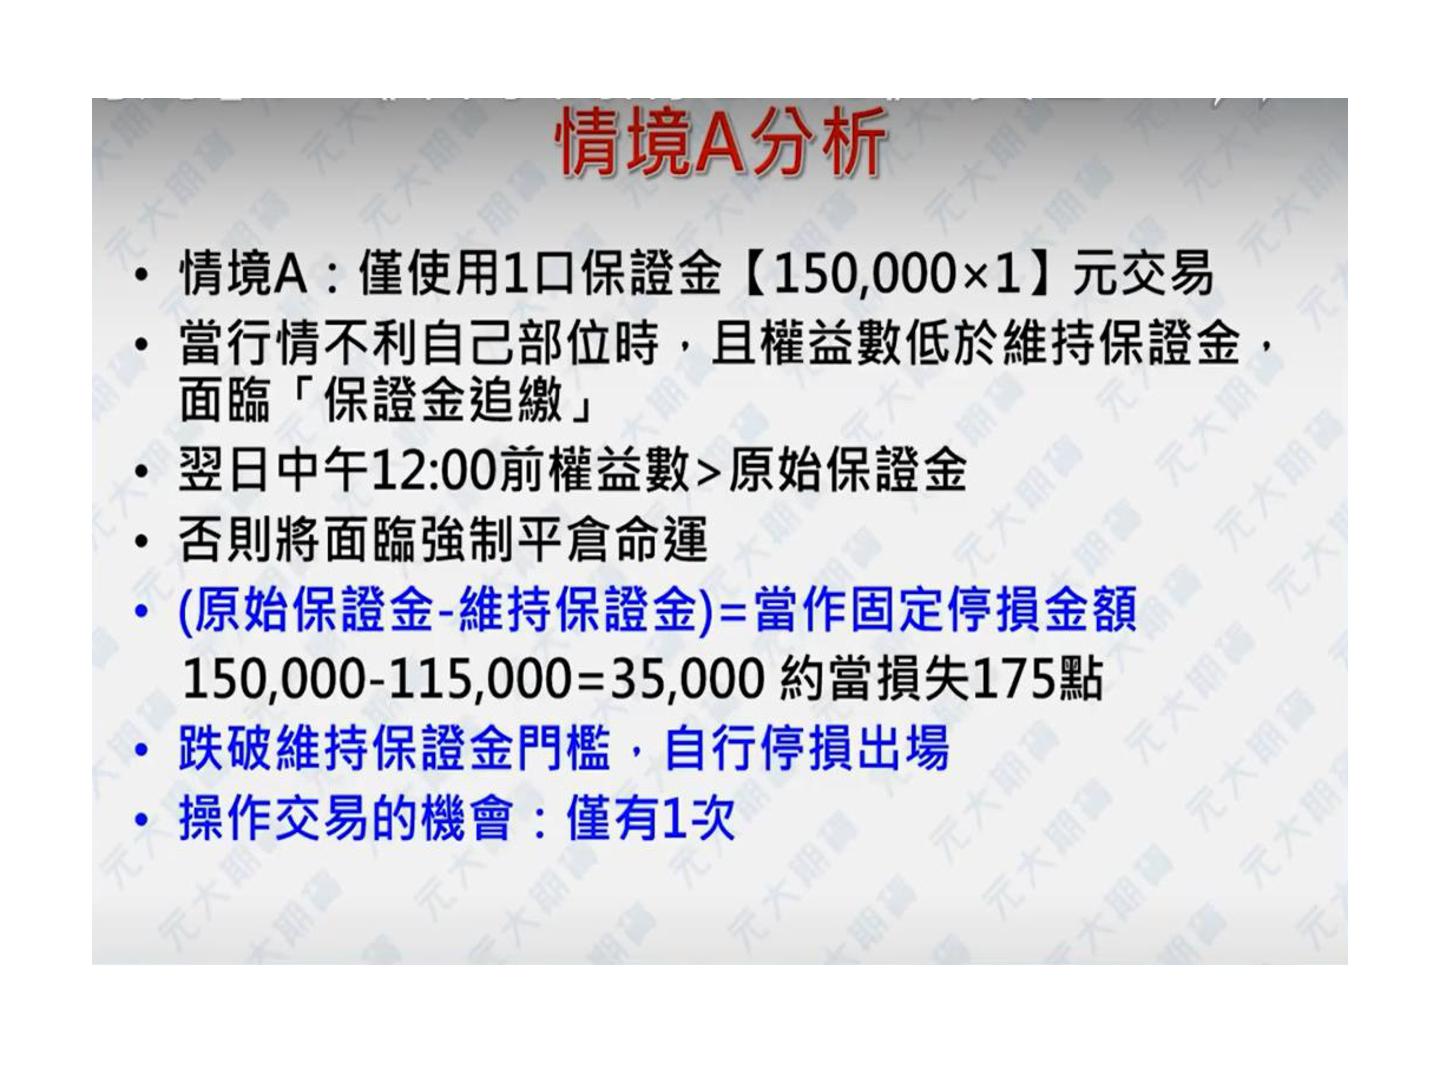 情境A分析
• 情境A：僅使用1口保證金【150,000×1】元交易
• 當行情不利自己部位時，且權益數低於維持保證金，
面臨「保證金追繳」
• 翌日中午12:00前權益數>原始保證金
• 否則將面臨強制平倉命運
• (原始保證金-維持保證金)=當作固定停損金額
150,000-115,000=35,000 約當損失175點
• 跌破維持保證金門檻，自行停損出場
• 操作交易的機會：僅有1次
元大期貨